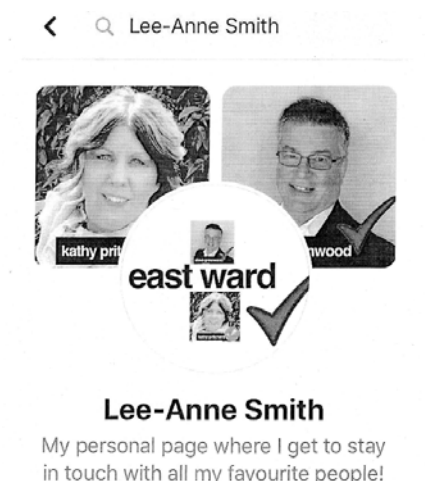 Lee-Anne Smith
kathy prit
nwood
east ward
Lee-Anne Smith
My personal page where I get to stay
in touch with all my favourite people!